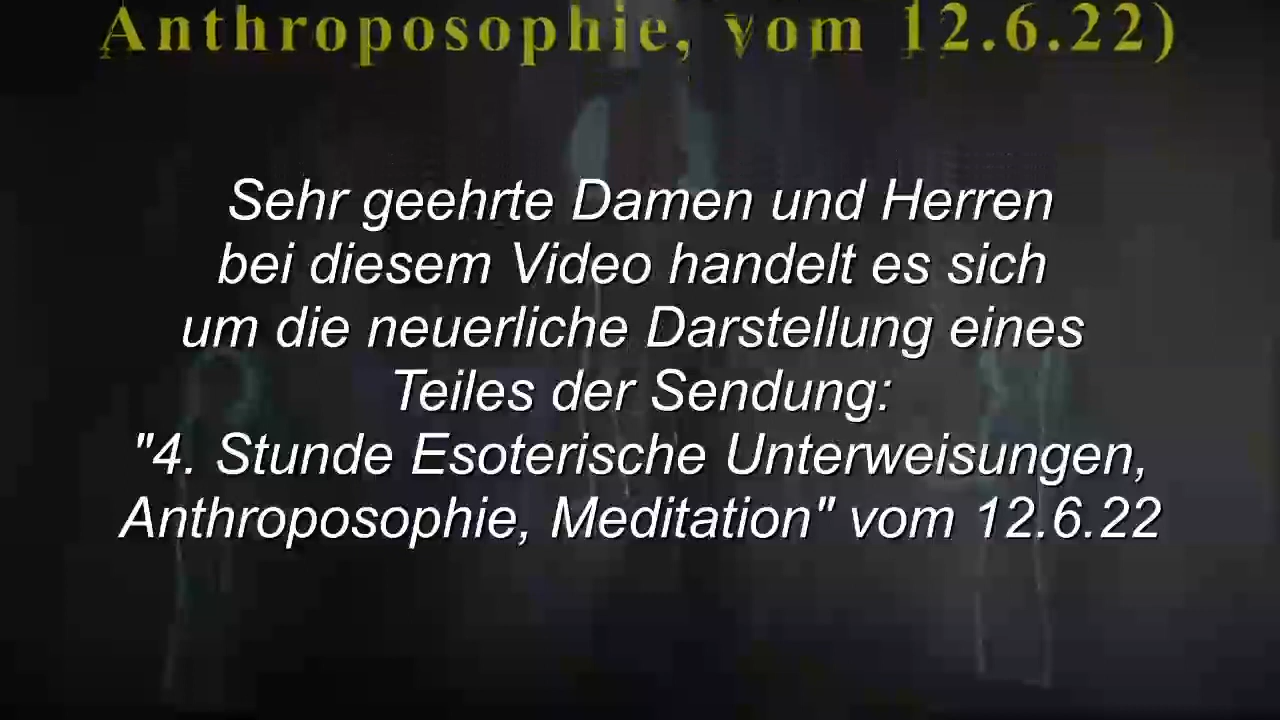 Anthroposophie, vom 12.6.22)
Sehr geehrte Damen und Herren
bei diesem Video handelt es sich
um die neuerliche Darstellung eines
Teiles der Sendung:
"4. Stunde Esoterische Unterweisungen,
Anthroposophie, Meditation" vom 12.6.22